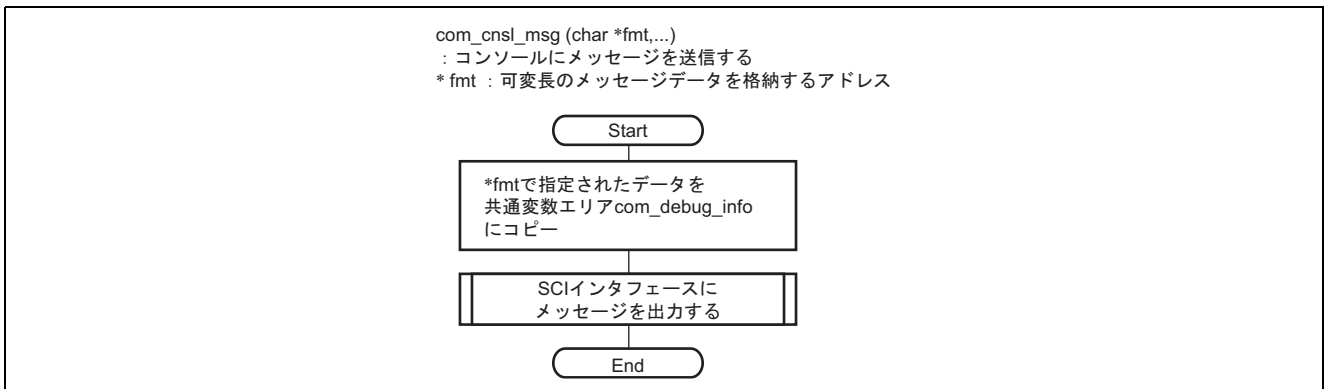 com_cnsl_msg (char *fmt,...)
：コンソールにメッセージを送信する
* fmt ：可変長のメッセージデータを格納するアドレス
Start
*fmtで指定されたデータを
共通変数エリアcom_debug_info
にコピー
SCIインタフェースに
メッセージを出力する
End